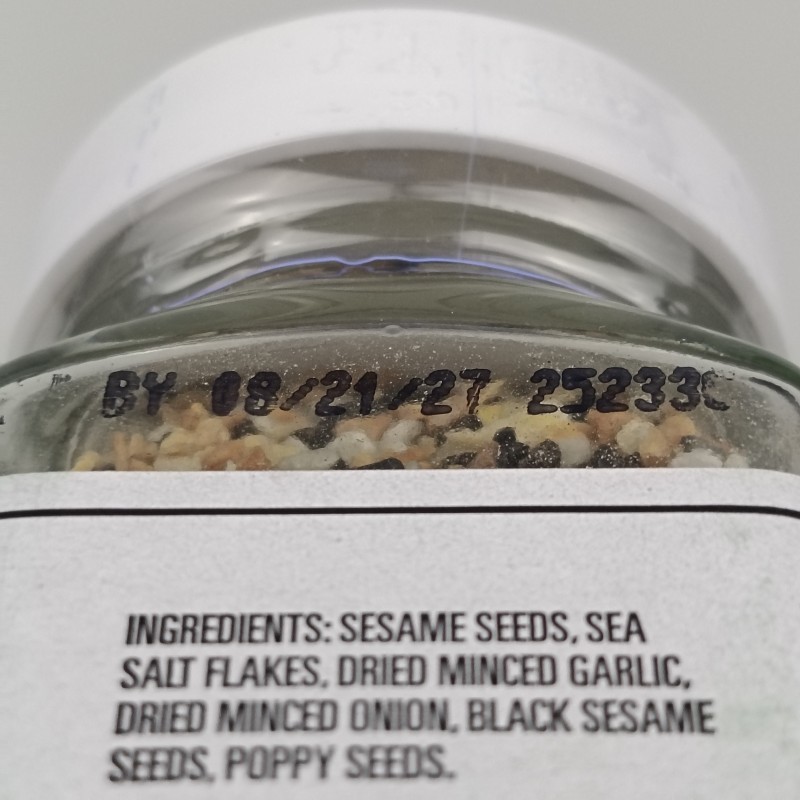 BY 08/21/27 25233C
INGREDIENTS: SESAME SEEDS, SEA
SALT FLAKES, DRIED MINCED GARLIC,
DRIED MINCED ONION, BLACK SESAME
SEEDS, POPPY SEEDS.